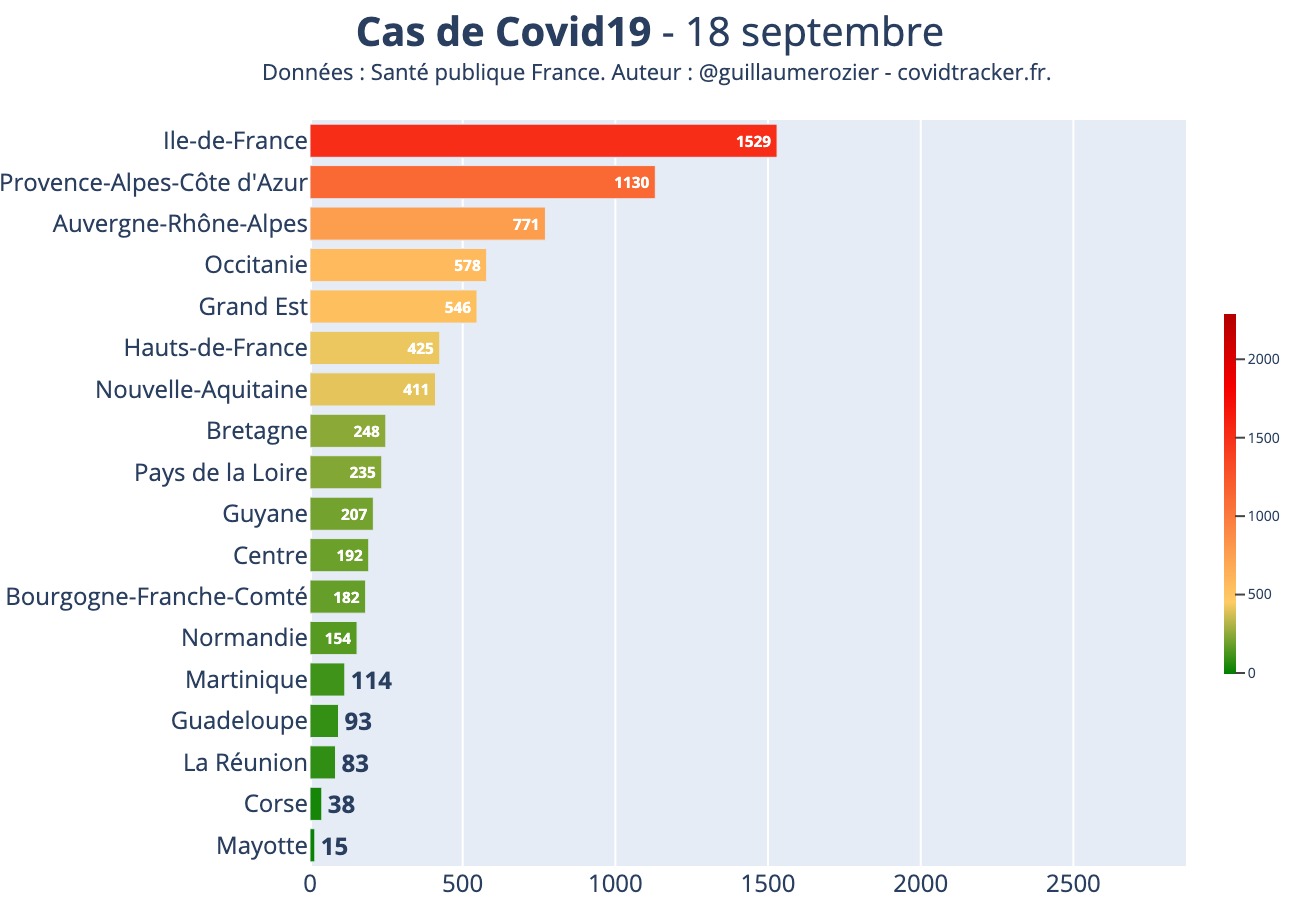 Cas de Covid19 - 18 septembre
Données : Santé publique France. Auteur : @guillaumerozier - covidtracker.fr.
Ile-de-France 1529
Provence-Alpes-Côte d'Azur 1130
Auvergne-Rhône-Alpes 771
Occitanie 578
Grand Est 546
Hauts-de-France 425
Nouvelle-Aquitaine 411
Bretagne 248
Pays de la Loire 235
Guyane 207
Centre 192
Bourgogne-Franche-Comté 182
Normandie 154
Martinique 114
Guadeloupe 93
La Réunion 83
Corse 38
Mayotte 15
0 500 1000 1500 2000 2500
2000
1500
1000
500
0